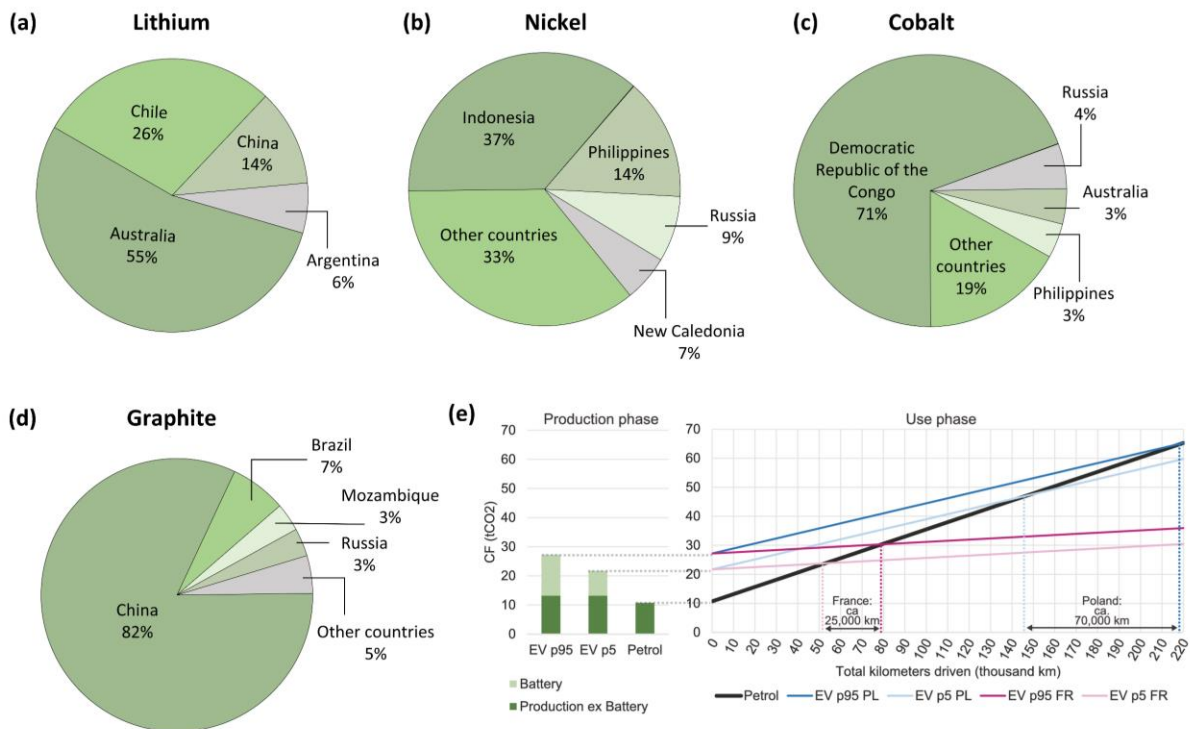 (a) Lithium
Chile
26%
China
14%
Australia
55%
Argentina
6%
(b) Nickel
Indonesia
37%
Philippines
14%
Russia
9%
Other countries
33%
New Caledonia
7%
(c) Cobalt
Russia
4%
Democratic
Republic of the
Congo
71%
Australia
3%
Other
countries
19%
Philippines
3%
(d) Graphite
Brazil
7%
Mozambique
3%
Russia
3%
China
82%
Other countries
5%
(e)
Production phase
CF (tCO2)
70
60
50
40
30
20
10
0
EV p95 EV p5 Petrol
Battery
Production ex Battery
Use phase
70
60
50
40
30
20
10
0
France:
ca
25,000 km
Poland:
ca.
70,000 km
0 10 20 30 40 50 60 70 80 90 100 110 120 130 140 150 160 170 180 190 200 210 220
Total kilometers driven (thousand km)
Petrol EV p95 PL EV p5 PL EV p95 FR EV p5 FR